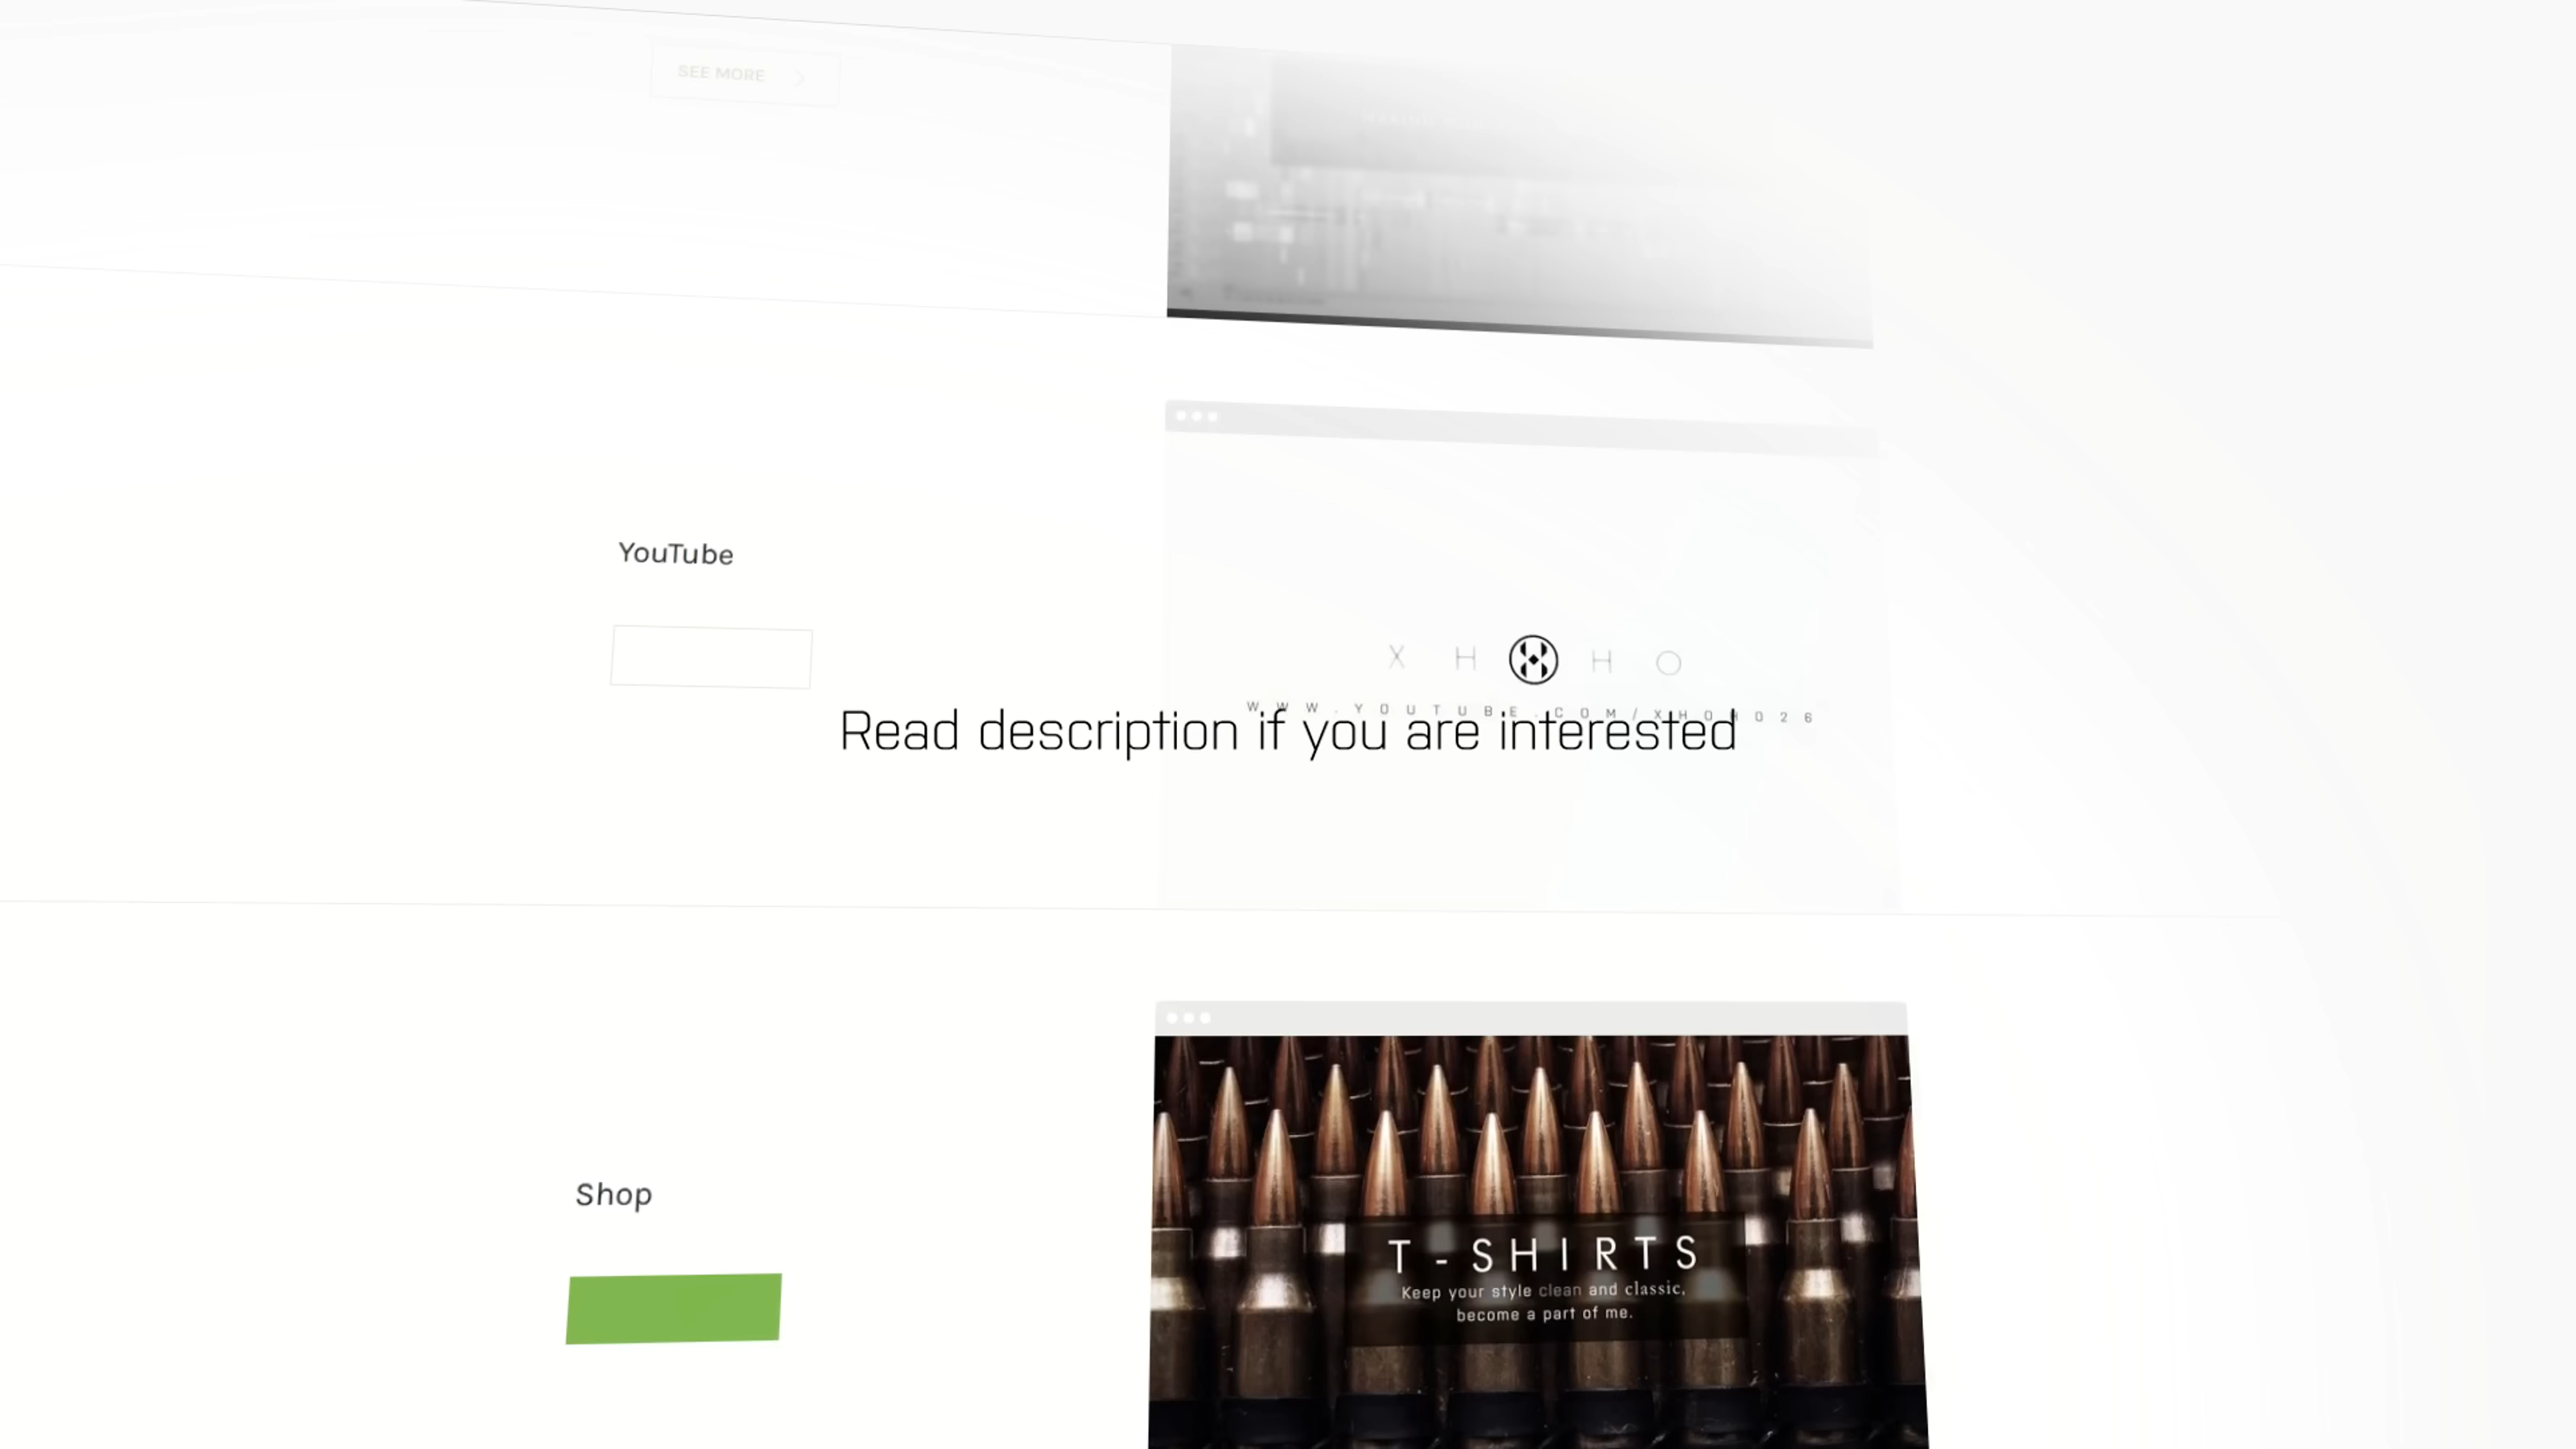 SEE MORE
YouTube
X H H O
WWW.YOUTUBE.COM/XHOHO26
Read description if you are interested
Shop
T-SHIRTS
Keep your style clean and classic,
become a part of me.